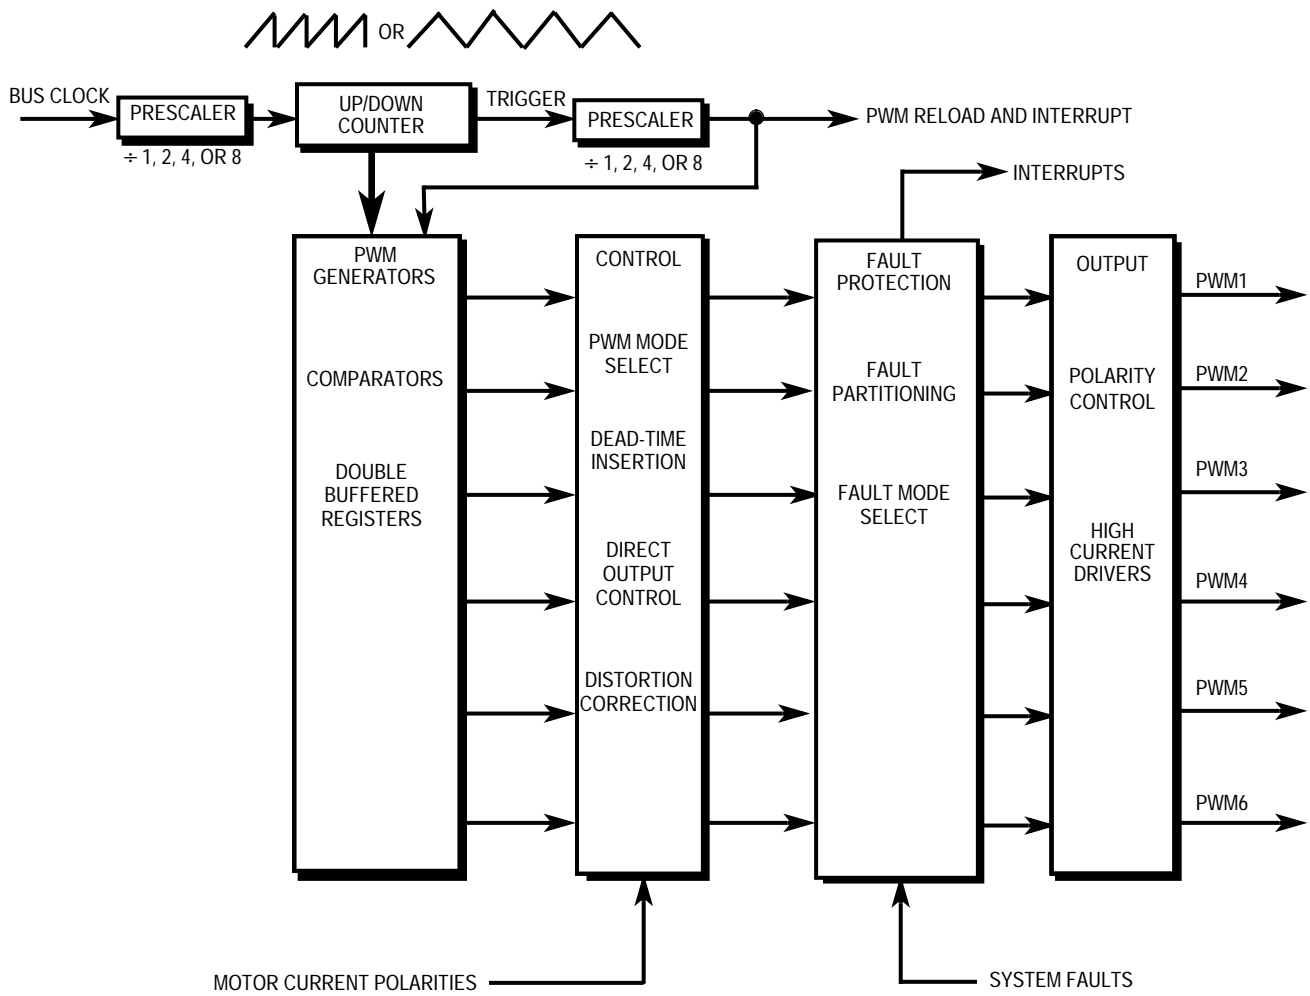 OR
BUS CLOCK
PRESCALER
÷ 1, 2, 4, OR 8
UP/DOWN
COUNTER
TRIGGER
PRESCALER
÷ 1, 2, 4, OR 8
PWM RELOAD AND INTERRUPT
INTERRUPTS
PWM
GENERATORS
COMPARATORS
DOUBLE
BUFFERED
REGISTERS
CONTROL
PWM MODE
SELECT
DEAD-TIME
INSERTION
DIRECT
OUTPUT
CONTROL
DISTORTION
CORRECTION
FAULT
PROTECTION
FAULT
PARTITIONING
FAULT MODE
SELECT
OUTPUT
POLARITY
CONTROL
HIGH
CURRENT
DRIVERS
PWM1
PWM2
PWM3
PWM4
PWM5
PWM6
MOTOR CURRENT POLARITIES
SYSTEM FAULTS